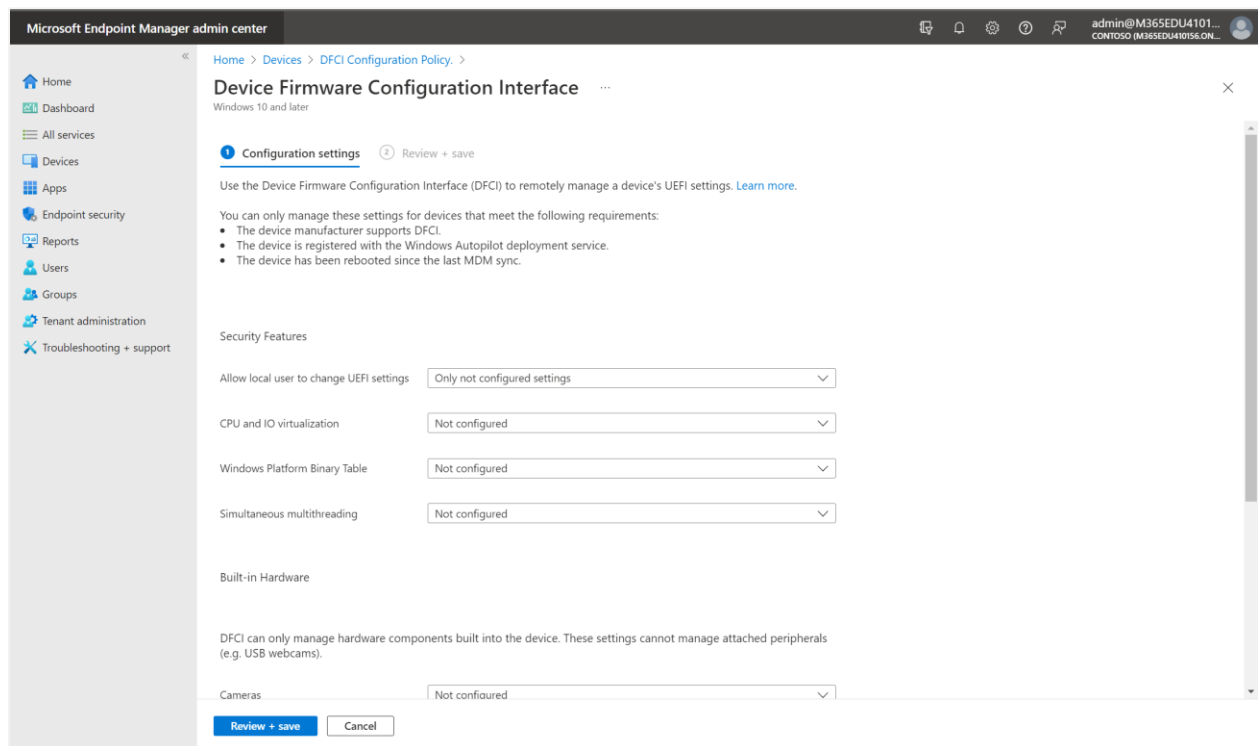 Microsoft Endpoint Manager admin center
admin@M365EDU4101...
CONTOSO (M365EDU410156.ON...
«
Home
Dashboard
All services
Devices
Apps
Endpoint security
Reports
Users
Groups
Tenant administration
Troubleshooting + support
Home > Devices > DFCI Configuration Policy. >
Device Firmware Configuration Interface ...
Windows 10 and later
1 Configuration settings 2 Review + save
Use the Device Firmware Configuration Interface (DFCI) to remotely manage a device's UEFI settings. Learn more.
You can only manage these settings for devices that meet the following requirements:
• The device manufacturer supports DFCI.
• The device is registered with the Windows Autopilot deployment service.
• The device has been rebooted since the last MDM sync.
Security Features
Allow local user to change UEFI settings Only not configured settings
CPU and IO virtualization Not configured
Windows Platform Binary Table Not configured
Simultaneous multithreading Not configured
Built-in Hardware
DFCI can only manage hardware components built into the device. These settings cannot manage attached peripherals
(e.g. USB webcams).
Cameras Not configured
Review + save Cancel